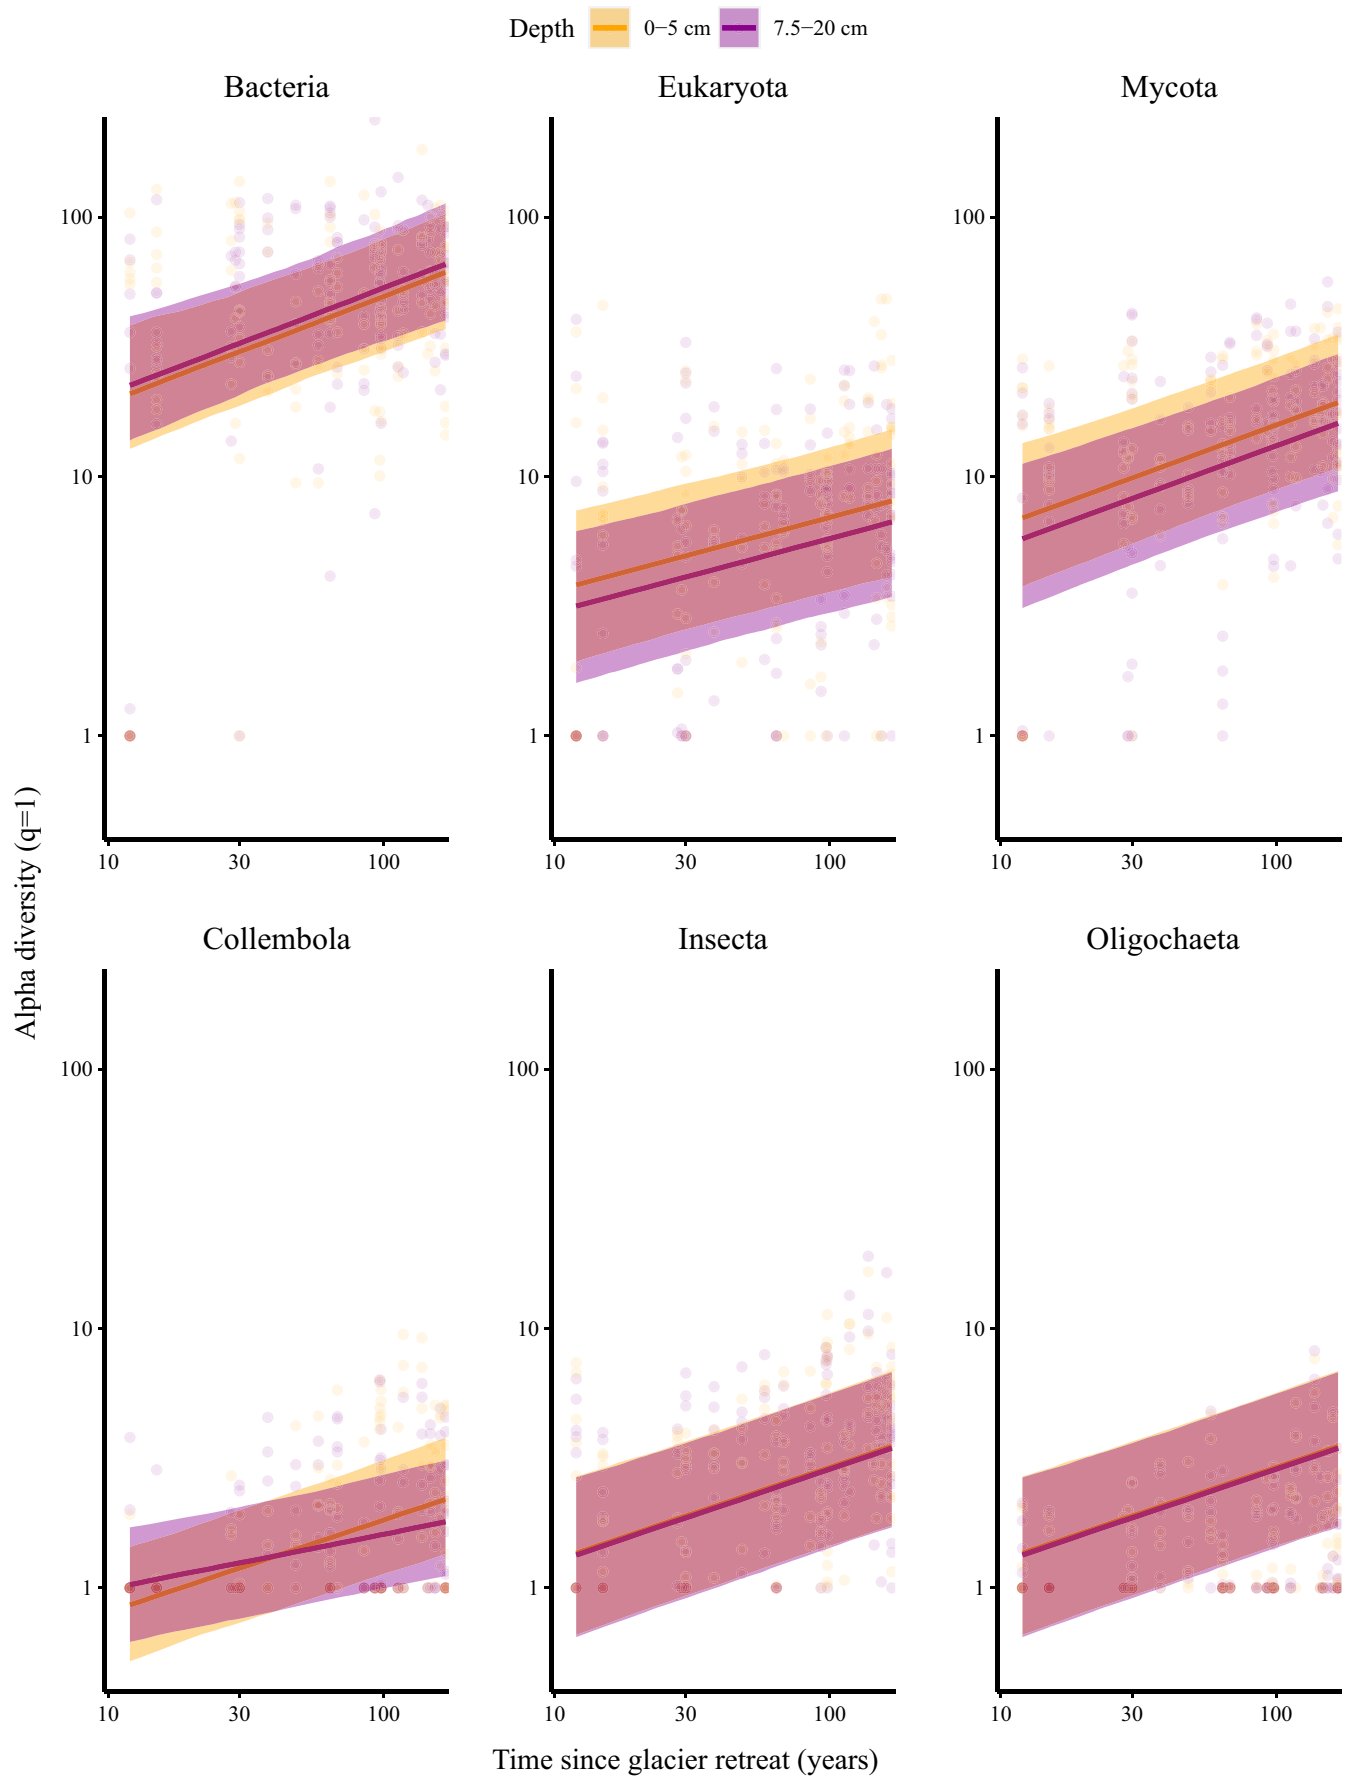 Depth 0−5 cm 7.5−20 cm
Bacteria Eukaryota Mycota
100 100 100
10 10 10
1 1 1
10 30 100 10 30 100 10 30 100
Alpha diversity (q=1)
Collembola Insecta Oligochaeta
100 100 100
10 10 10
1 1 1
10 30 100 10 30 100 10 30 100
Time since glacier retreat (years)